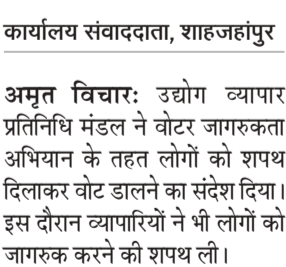 कार्यालय संवाददाता, शाहजहांपुर
अमृत विचारः उद्योग व्यापार
प्रतिनिधि मंडल ने वोटर जागरुकता
अभियान के तहत लोगों को शपथ
दिलाकर वोट डालने का संदेश दिया।
इस दौरान व्यापारियों ने भी लोगों को
जागरुक करने की शपथ ली।